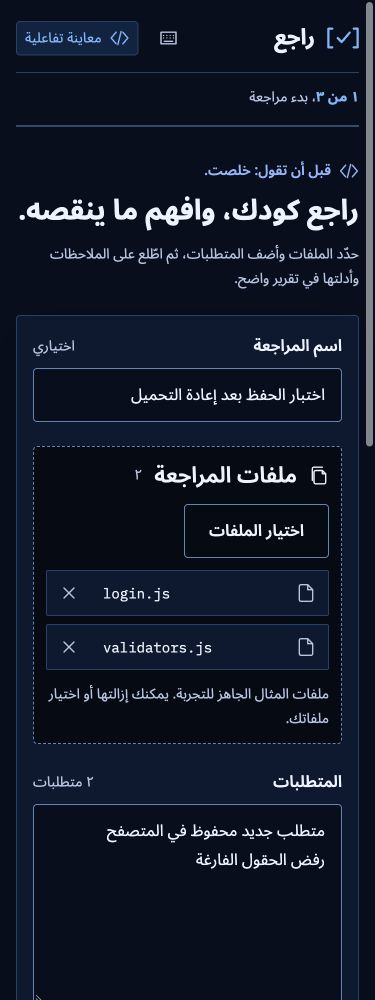 راجع
معاينة تفاعلية
١ من ٣، بدء مراجعة
قبل أن تقول: خلصت.
راجع كودك، وافهم ما ينقصه.
حدّد الملفات وأضف المتطلبات، ثم اطّلع على الملاحظات
وأدلتها في تقرير واضح.
اسم المراجعة
اختياري
اختبار الحفظ بعد إعادة التحميل
ملفات المراجعة ٢
اختيار الملفات
login.js
validators.js
ملفات المثال الجاهز للتجربة. يمكنك إزالتها أو اختيار
ملفاتك.
المتطلبات
٢ متطلبات
متطلب جديد محفوظ في المتصفح
رفض الحقول الفارغة